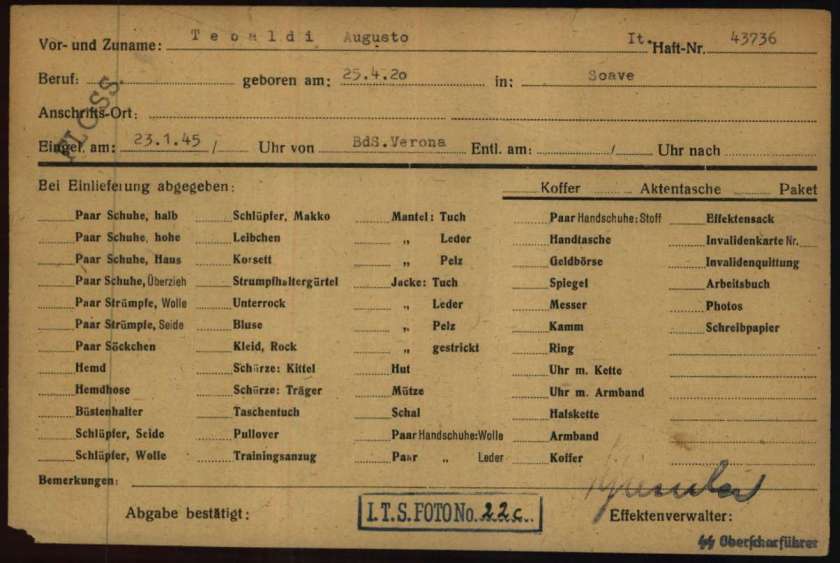 Vor- und Zuname: Tebaldi Augusto It. Haft-Nr. 43736
Beruf: geboren am: 25.4.20 in: Soave
Anschrifts-Ort:
FLOSS.
Eingel. am: 23.1.45 / Uhr von BdS.Verona Entl. am: / Uhr nach
Bei Einlieferung abgegeben: Koffer Aktentasche Paket
Paar Schuhe, halb Schlüpfer, Makko Mantel: Tuch Paar Handschuhe: Stoff Effektensack
Paar Schuhe, hohe Leibchen „ Leder Handtasche Invalidenkarte Nr.
Paar Schuhe, Haus Korsett „ Pelz Geldbörse Invalidenquittung
Paar Schuhe, Überzieh Strumpfhaltergürtel Jacke: Tuch Spiegel Arbeitsbuch
Paar Strümpfe, Wolle Unterrock „ Leder Messer Photos
Paar Strümpfe, Seide Bluse „ Pelz Kamm Schreibpapier
Paar Söckchen Kleid, Rock „ gestrickt Ring
Hemd Schürze: Kittel Hut Uhr m. Kette
Hemdhose Schürze: Träger Mütze Uhr m. Armband
Büstenhalter Taschentuch Schal Halskette
Schlüpfer, Seide Pullover Paar Handschuhe: Wolle Armband
Schlüpfer, Wolle Trainingsanzug Paar „ Leder Koffer
Bemerkungen:
Abgabe bestätigt: I.T.S. FOTO No. 22c. Effektenverwalter:
ᛋᛋ Oberscharführer